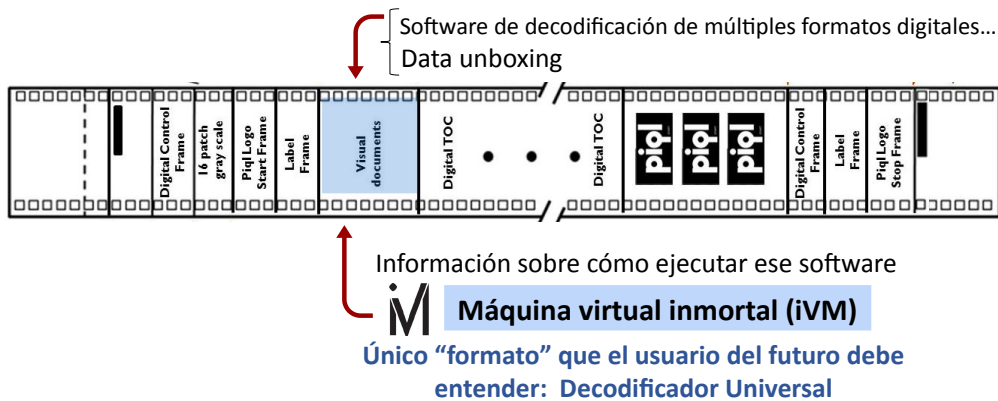 Software de decodificación de múltiples formatos digitales…
Data unboxing
Digital Control
Frame
16 patch
gray scale
Piql Logo
Start Frame
Label
Frame
Visual
documents
Digital TOC
Digital TOC
piql
piql
piql
Digital Control
Frame
Label
Frame
Piql Logo
Stop Frame
Información sobre cómo ejecutar ese software
iVM
Máquina virtual inmortal (iVM)
Único “formato” que el usuario del futuro debe
entender: Decodificador Universal